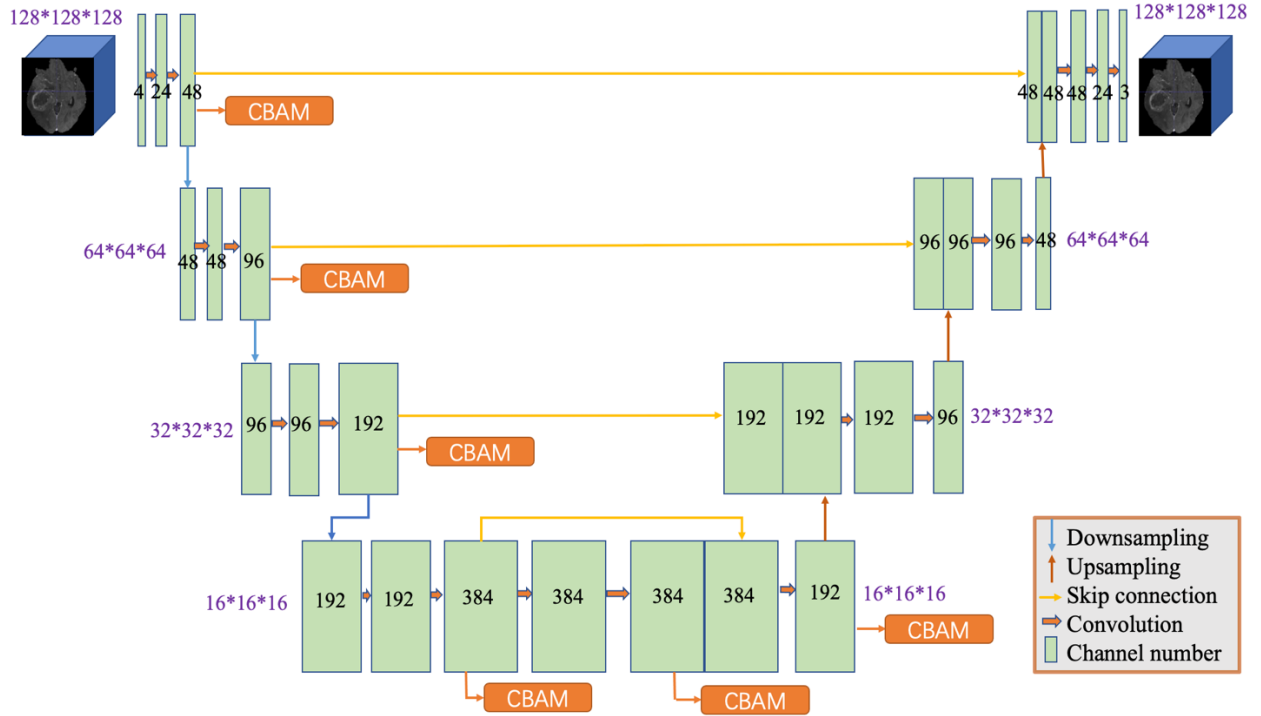 128*128*128
4 24 48
CBAM
48 48 48 24 3
128*128*128
64*64*64
48 48 96
CBAM
96 96 96 48
64*64*64
32*32*32
96 96 192
CBAM
192 192 192 96
32*32*32
16*16*16
192 192 384 384 384 384 192
16*16*16
CBAM
CBAM
CBAM
Downsampling
Upsampling
Skip connection
Convolution
Channel number